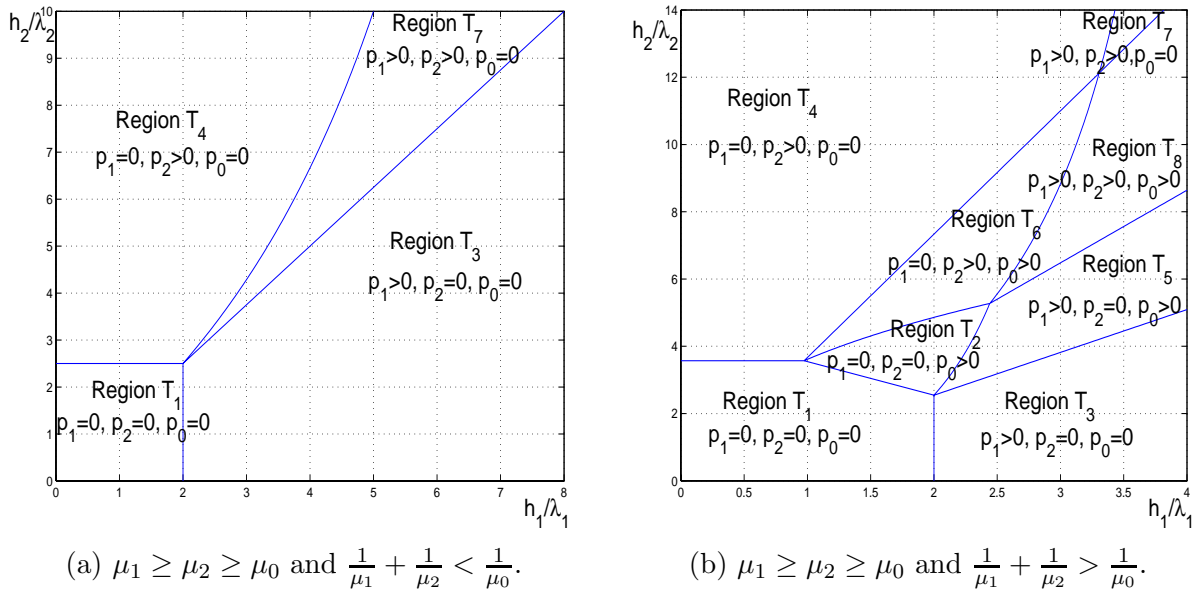 h₂/λ₂
10
9
8
7
6
5
4
3
2
1
0
Region T₇
p₁>0, p₂>0, p₀=0
Region T₄
p₁=0, p₂>0, p₀=0
Region T₃
p₁>0, p₂=0, p₀=0
Region T₁
p₁=0, p₂=0, p₀=0
0 1 2 3 4 5 6 7 8
h₁/λ₁
(a) μ₁ ≥ μ₂ ≥ μ₀ and 1/μ₁ + 1/μ₂ < 1/μ₀.
h₂/λ₂
14
12
10
8
6
4
2
0
Region T₇
p₁>0, p₂>0,p₀=0
Region T₄
p₁=0, p₂>0, p₀=0
Region T₈
p₁>0, p₂>0, p₀>0
Region T₆
p₁=0, p₂>0, p₀>0
Region T₅
p₁>0, p₂=0, p₀>0
Region T₂
p₁=0, p₂=0, p₀>0
Region T₁
p₁=0, p₂=0, p₀=0
Region T₃
p₁>0, p₂=0, p₀=0
0 0.5 1 1.5 2 2.5 3 3.5 4
h₁/λ₁
(b) μ₁ ≥ μ₂ ≥ μ₀ and 1/μ₁ + 1/μ₂ > 1/μ₀.